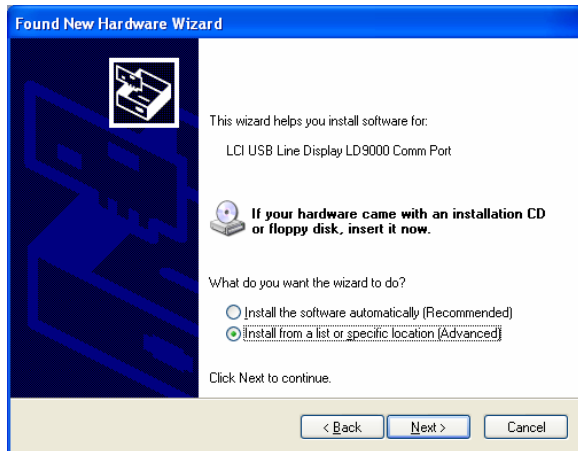 Found New Hardware Wizard
This wizard helps you install software for:
LCI USB Line Display LD9000 Comm Port
If your hardware came with an installation CD
or floppy disk, insert it now.
What do you want the wizard to do?
Install the software automatically (Recommended)
Install from a list or specific location (Advanced)
Click Next to continue.
< Back Next > Cancel